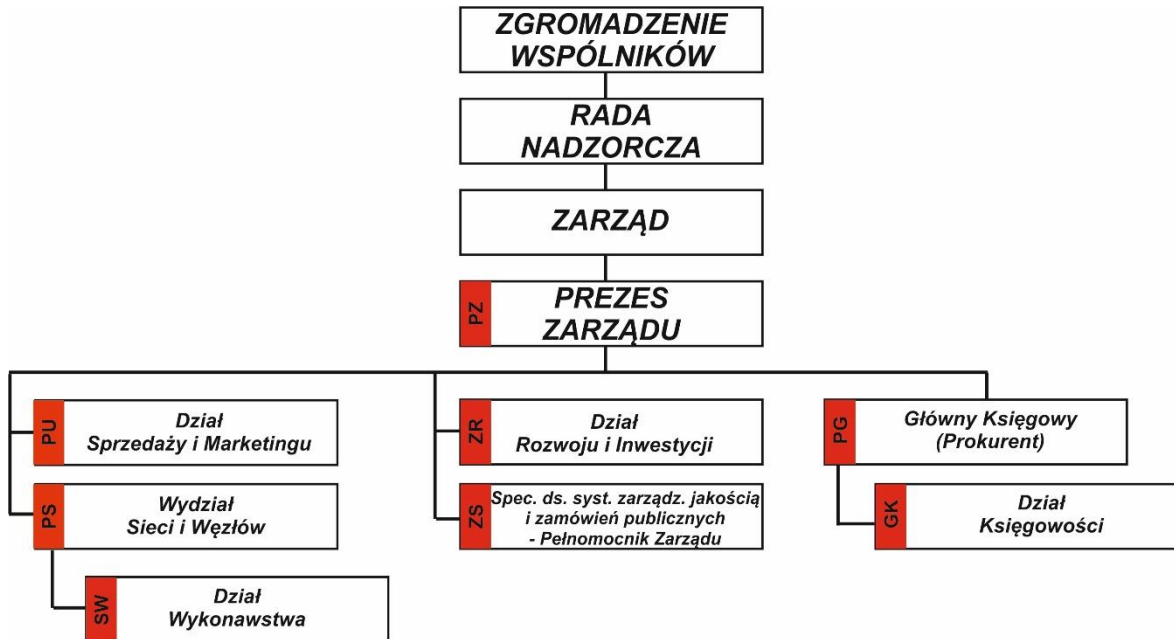 ZGROMADZENIE
WSPÓLNIKÓW
RADA
NADZORCZA
ZARZĄD
PZ
PREZES
ZARZĄDU
PU
Dział
Sprzedaży i Marketingu
ZR
Dział
Rozwoju i Inwestycji
PG
Główny Księgowy
(Prokurent)
PS
Wydział
Sieci i Węzłów
ZS
Spec. ds. syst. zarządz. jakością
i zamówień publicznych
- Pełnomocnik Zarządu
GK
Dział
Księgowości
SW
Dział
Wykonawstwa